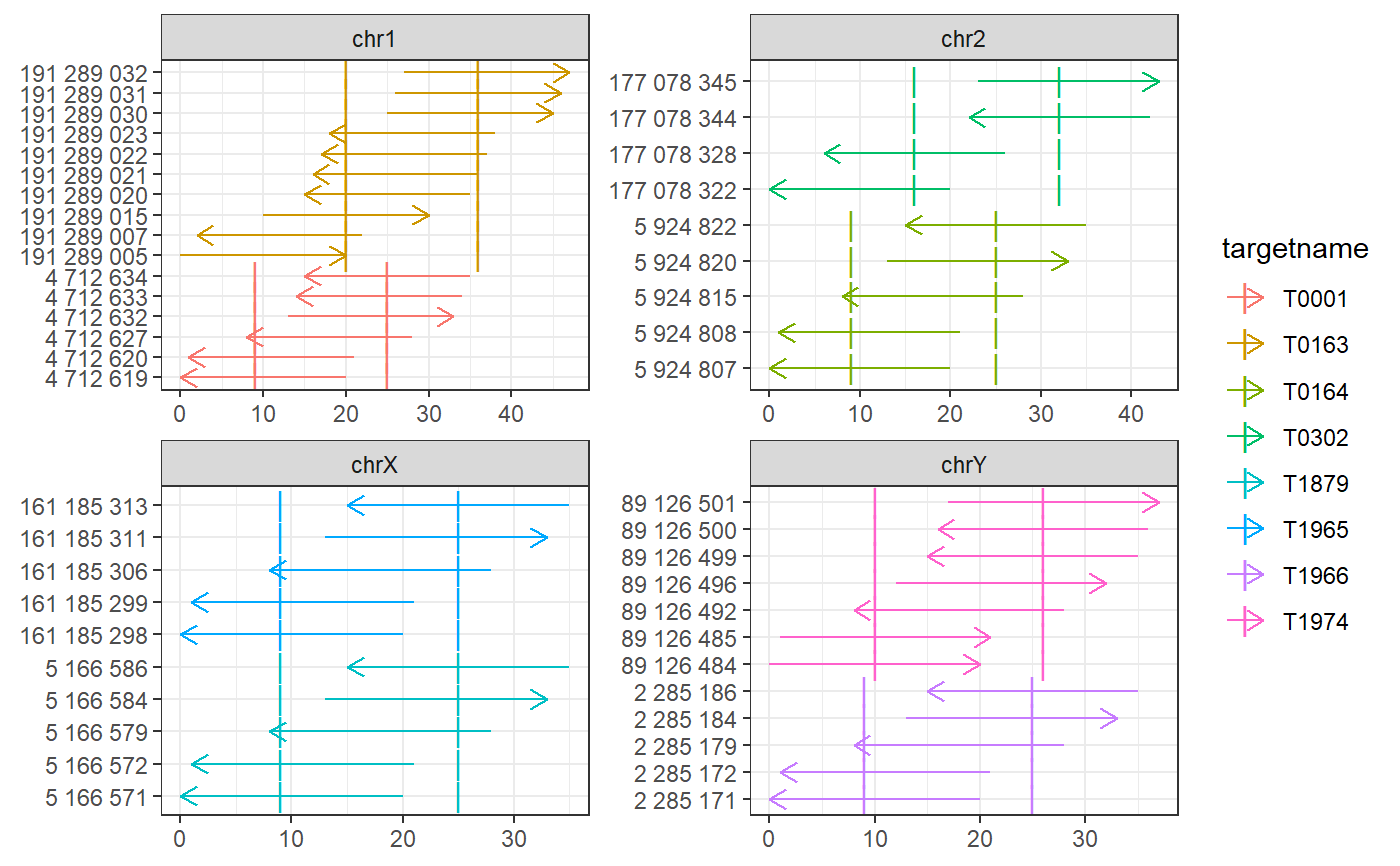 chr1
191 289 032
191 289 031
191 289 030
191 289 023
191 289 022
191 289 021
191 289 020
191 289 015
191 289 007
191 289 005
4 712 634
4 712 633
4 712 632
4 712 627
4 712 620
4 712 619
0 10 20 30 40
chr2
177 078 345
177 078 344
177 078 328
177 078 322
5 924 822
5 924 820
5 924 815
5 924 808
5 924 807
0 10 20 30 40
chrX
161 185 313
161 185 311
161 185 306
161 185 299
161 185 298
5 166 586
5 166 584
5 166 579
5 166 572
5 166 571
0 10 20 30
chrY
89 126 501
89 126 500
89 126 499
89 126 496
89 126 492
89 126 485
89 126 484
2 285 186
2 285 184
2 285 179
2 285 172
2 285 171
0 10 20 30
targetname
T0001
T0163
T0164
T0302
T1879
T1965
T1966
T1974